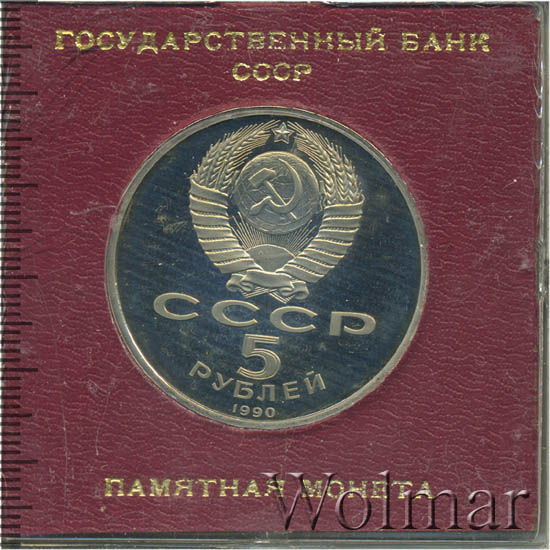 ГОСУДАРСТВЕННЫЙ БАНК
СССР
СССР
5
РУБЛЕЙ
1990
ПАМЯТНАЯ МОНЕТА
Wolmar